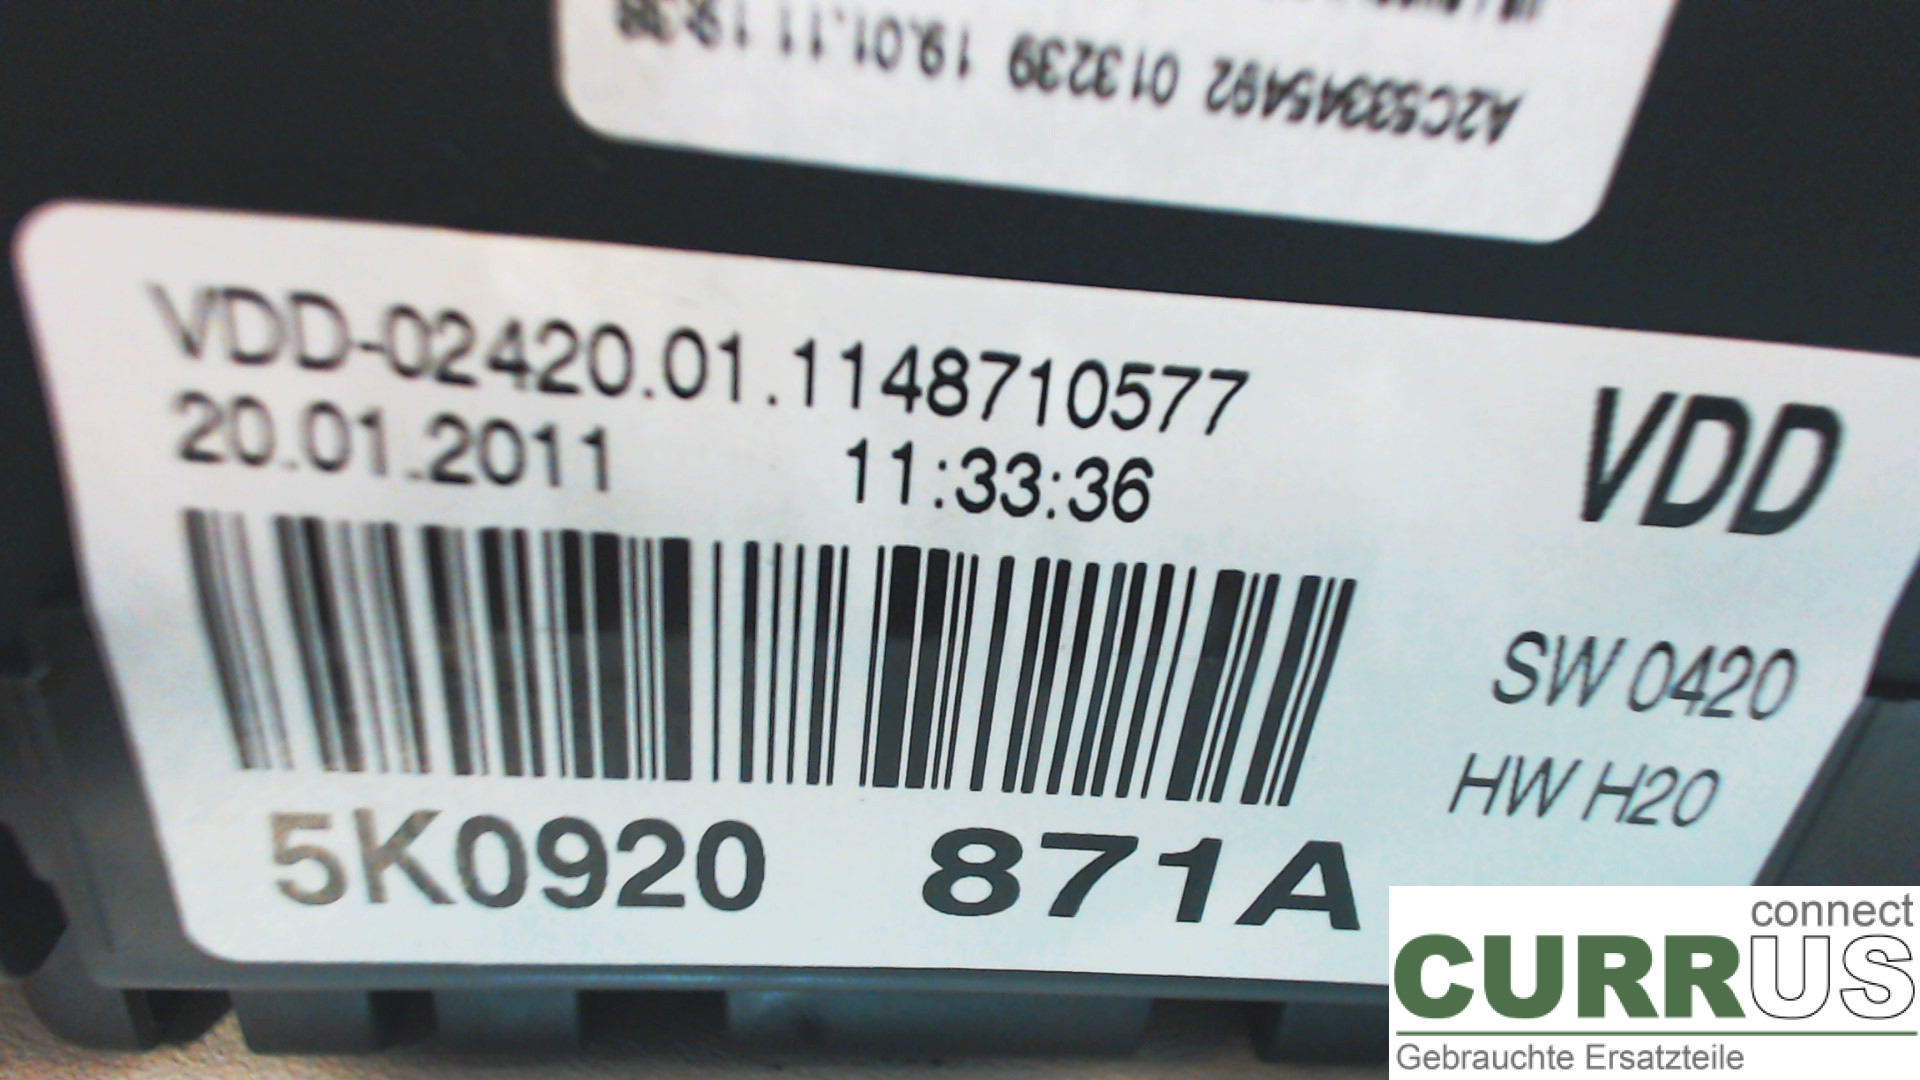 A2C53345492 013239 19.01.11 19:38
VDD-02420.01.1148710577
20.01.2011 11:33:36
VDD
SW 0420
HW H20
5K0920 871A
connect
CURRUS
Gebrauchte Ersatzteile